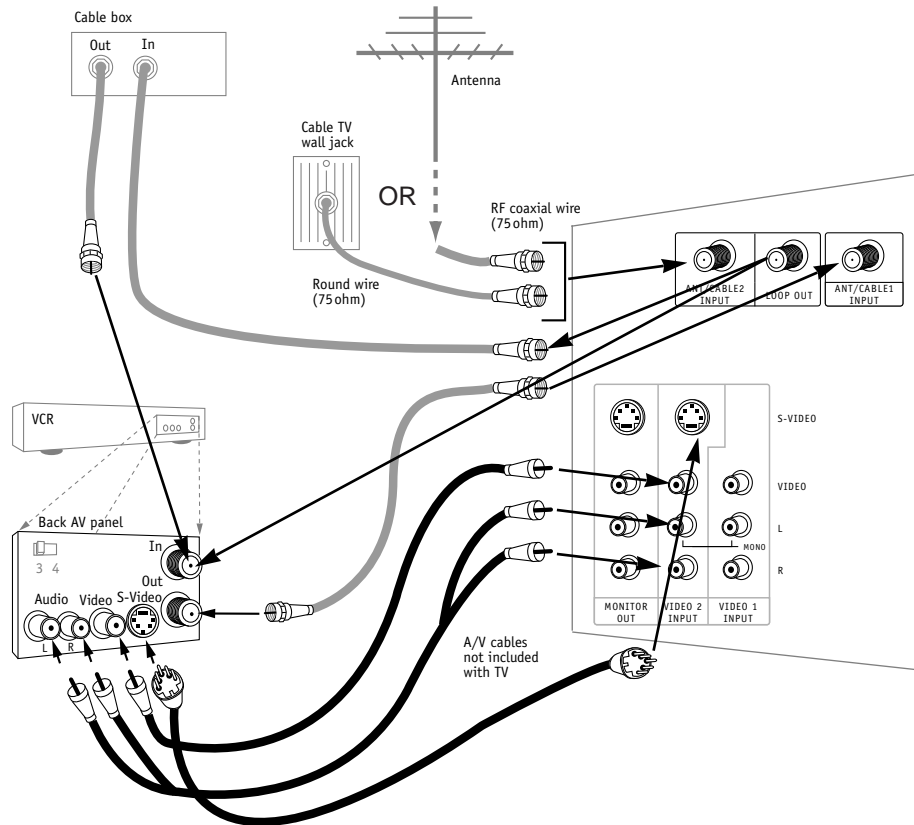 Cable box
Out In
Antenna
Cable TV
wall jack
OR
RF coaxial wire
(75 ohm)
Round wire
(75 ohm)
ANT/CABLE2
INPUT
LOOP OUT
ANT/CABLE1
INPUT
VCR
S-VIDEO
VIDEO
L
MONO
R
MONITOR
OUT
VIDEO 2
INPUT
VIDEO 1
INPUT
Back AV panel
In
3 4
Out
Audio Video S-Video
L R
A/V cables
not included
with TV